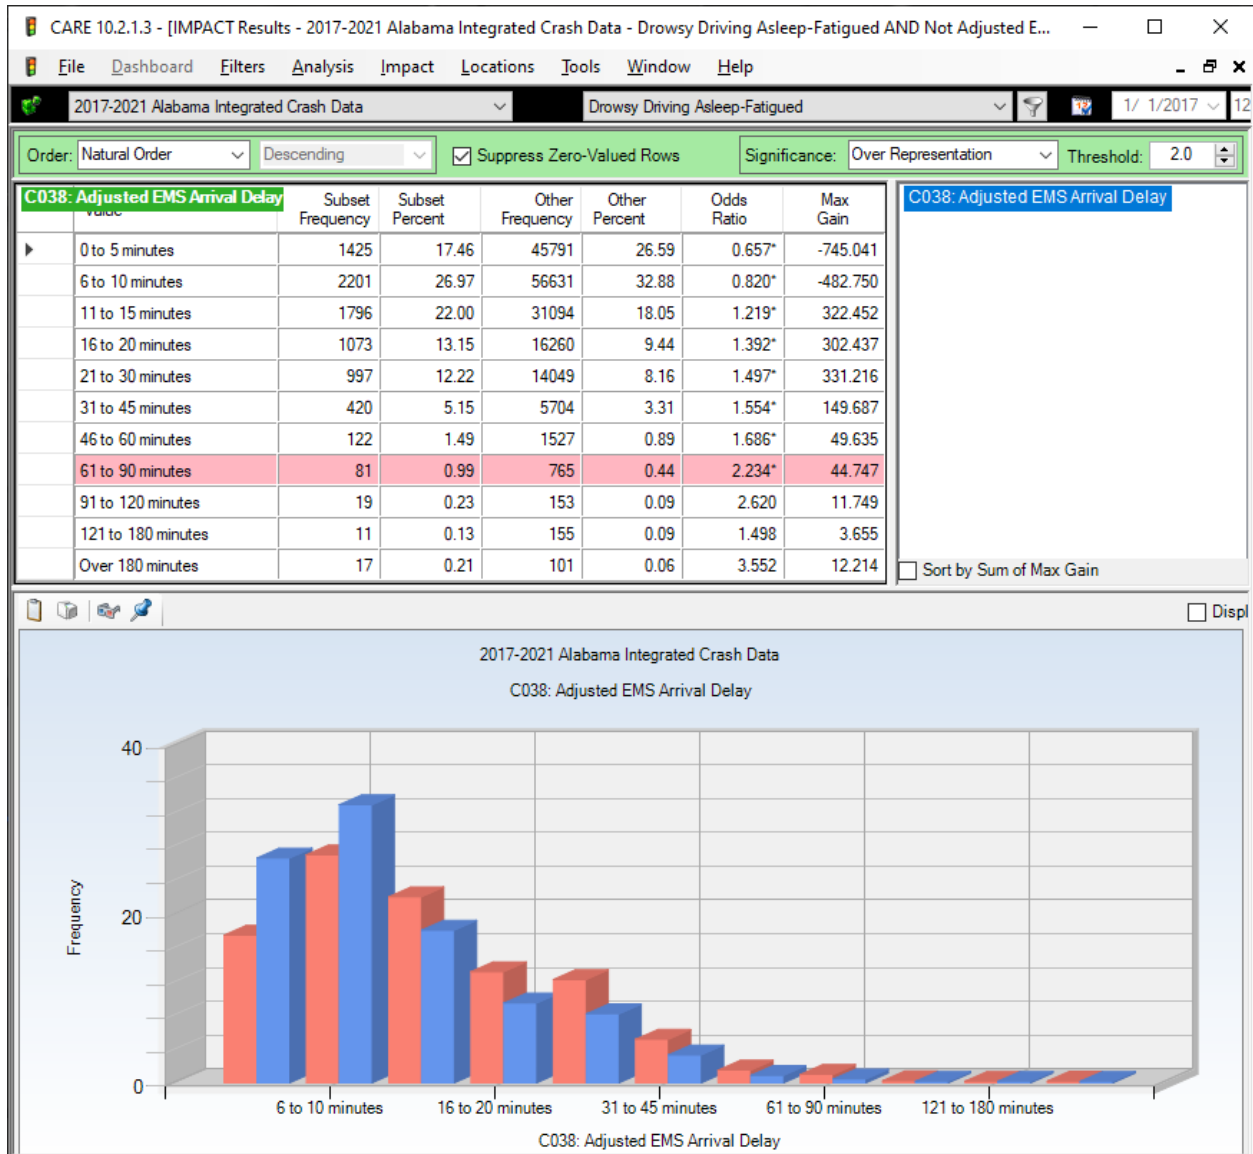 CARE 10.2.1.3 - [IMPACT Results - 2017-2021 Alabama Integrated Crash Data - Drowsy Driving Asleep-Fatigued AND Not Adjusted E...
File Dashboard Filters Analysis Impact Locations Tools Window Help
2017-2021 Alabama Integrated Crash Data Drowsy Driving Asleep-Fatigued 1/ 1/2017 12
Order: Natural Order Descending Suppress Zero-Valued Rows Significance: Over Representation Threshold: 2.0
C038: Adjusted EMS Arrival Delay Subset Frequency Subset Percent Other Frequency Other Percent Odds Ratio Max Gain C038: Adjusted EMS Arrival Delay
0 to 5 minutes 1425 17.46 45791 26.59 0.657* -745.041
6 to 10 minutes 2201 26.97 56631 32.88 0.820* -482.750
11 to 15 minutes 1796 22.00 31094 18.05 1.219* 322.452
16 to 20 minutes 1073 13.15 16260 9.44 1.392* 302.437
21 to 30 minutes 997 12.22 14049 8.16 1.497* 331.216
31 to 45 minutes 420 5.15 5704 3.31 1.554* 149.687
46 to 60 minutes 122 1.49 1527 0.89 1.686* 49.635
61 to 90 minutes 81 0.99 765 0.44 2.234* 44.747
91 to 120 minutes 19 0.23 153 0.09 2.620 11.749
121 to 180 minutes 11 0.13 155 0.09 1.498 3.655
Over 180 minutes 17 0.21 101 0.06 3.552 12.214
Sort by Sum of Max Gain
Displ
2017-2021 Alabama Integrated Crash Data
C038: Adjusted EMS Arrival Delay
40
20
0
Frequency
6 to 10 minutes 16 to 20 minutes 31 to 45 minutes 61 to 90 minutes 121 to 180 minutes
C038: Adjusted EMS Arrival Delay